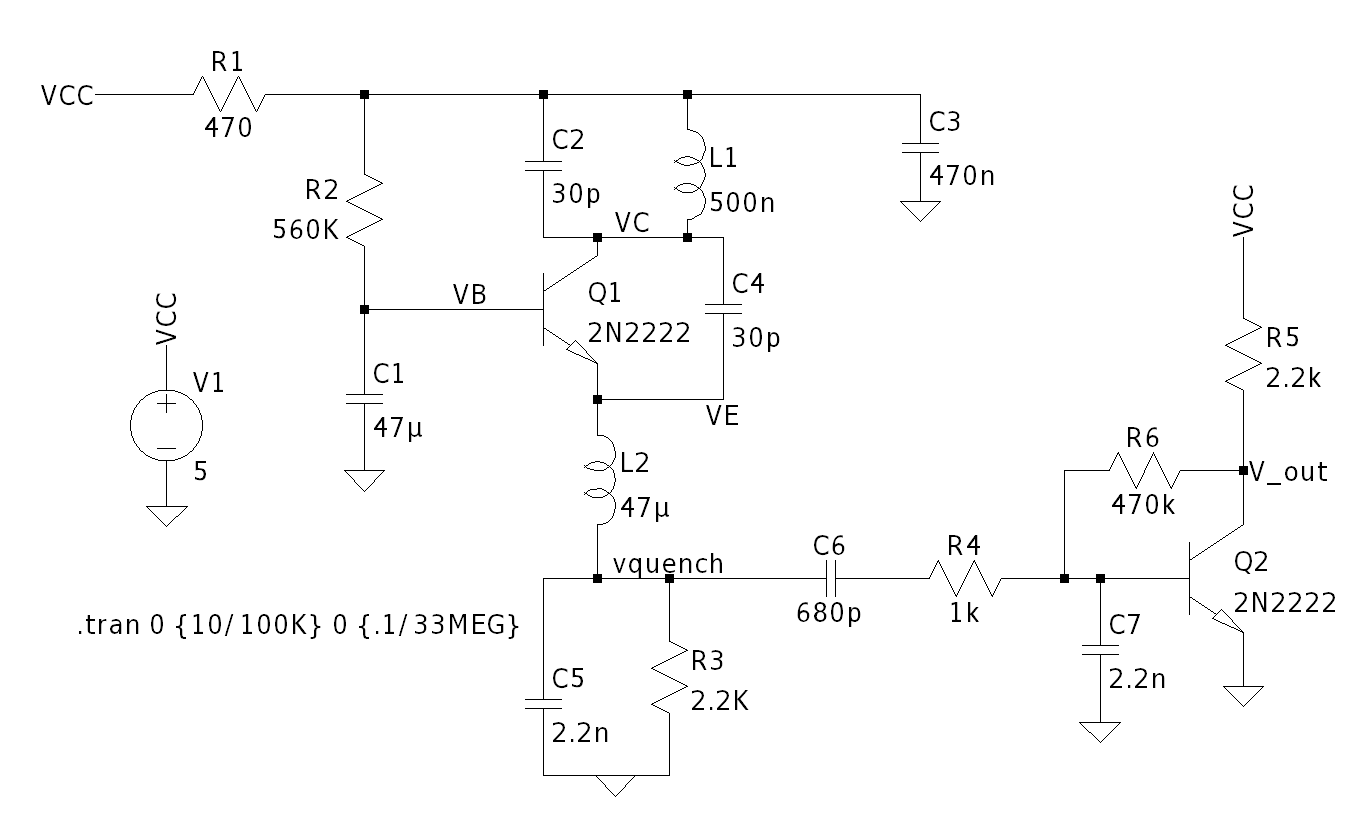 R1
VCC
470
C2
30p
L1
500n
C3
470n
R2
560K
VC
VCC
VB
Q1
2N2222
C4
30p
VCC
V1
5
C1
47µ
VE
R5
2.2k
L2
47µ
R6
470k
V_out
vquench
C6
680p
R4
1k
Q2
2N2222
.tran 0 {10/100K} 0 {.1/33MEG}
C7
2.2n
C5
2.2n
R3
2.2K